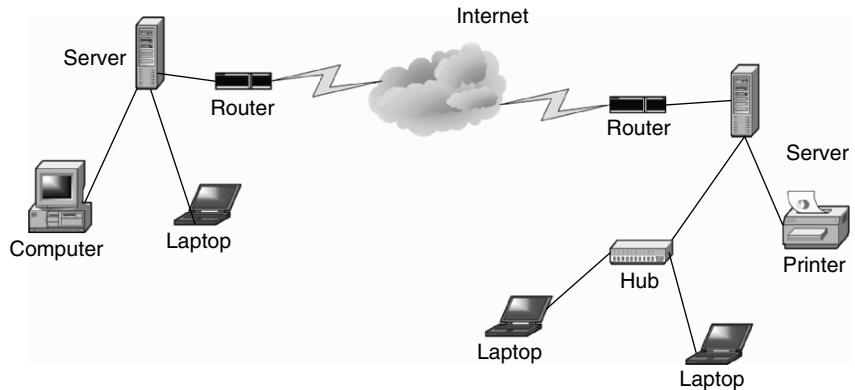 Internet
Server
Router
Router
Server
Computer
Laptop
Hub
Printer
Laptop
Laptop